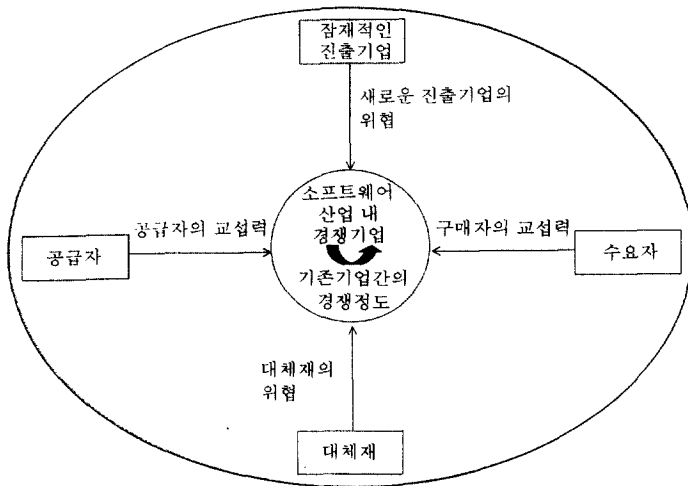 잠재적인
진출기업
새로운 진출기업의
위협
소프트웨어
산업 내
경쟁기업
기존기업간의
경쟁정도
공급자의 교섭력
공급자
구매자의 교섭력
수요자
대체재의
위협
대체재